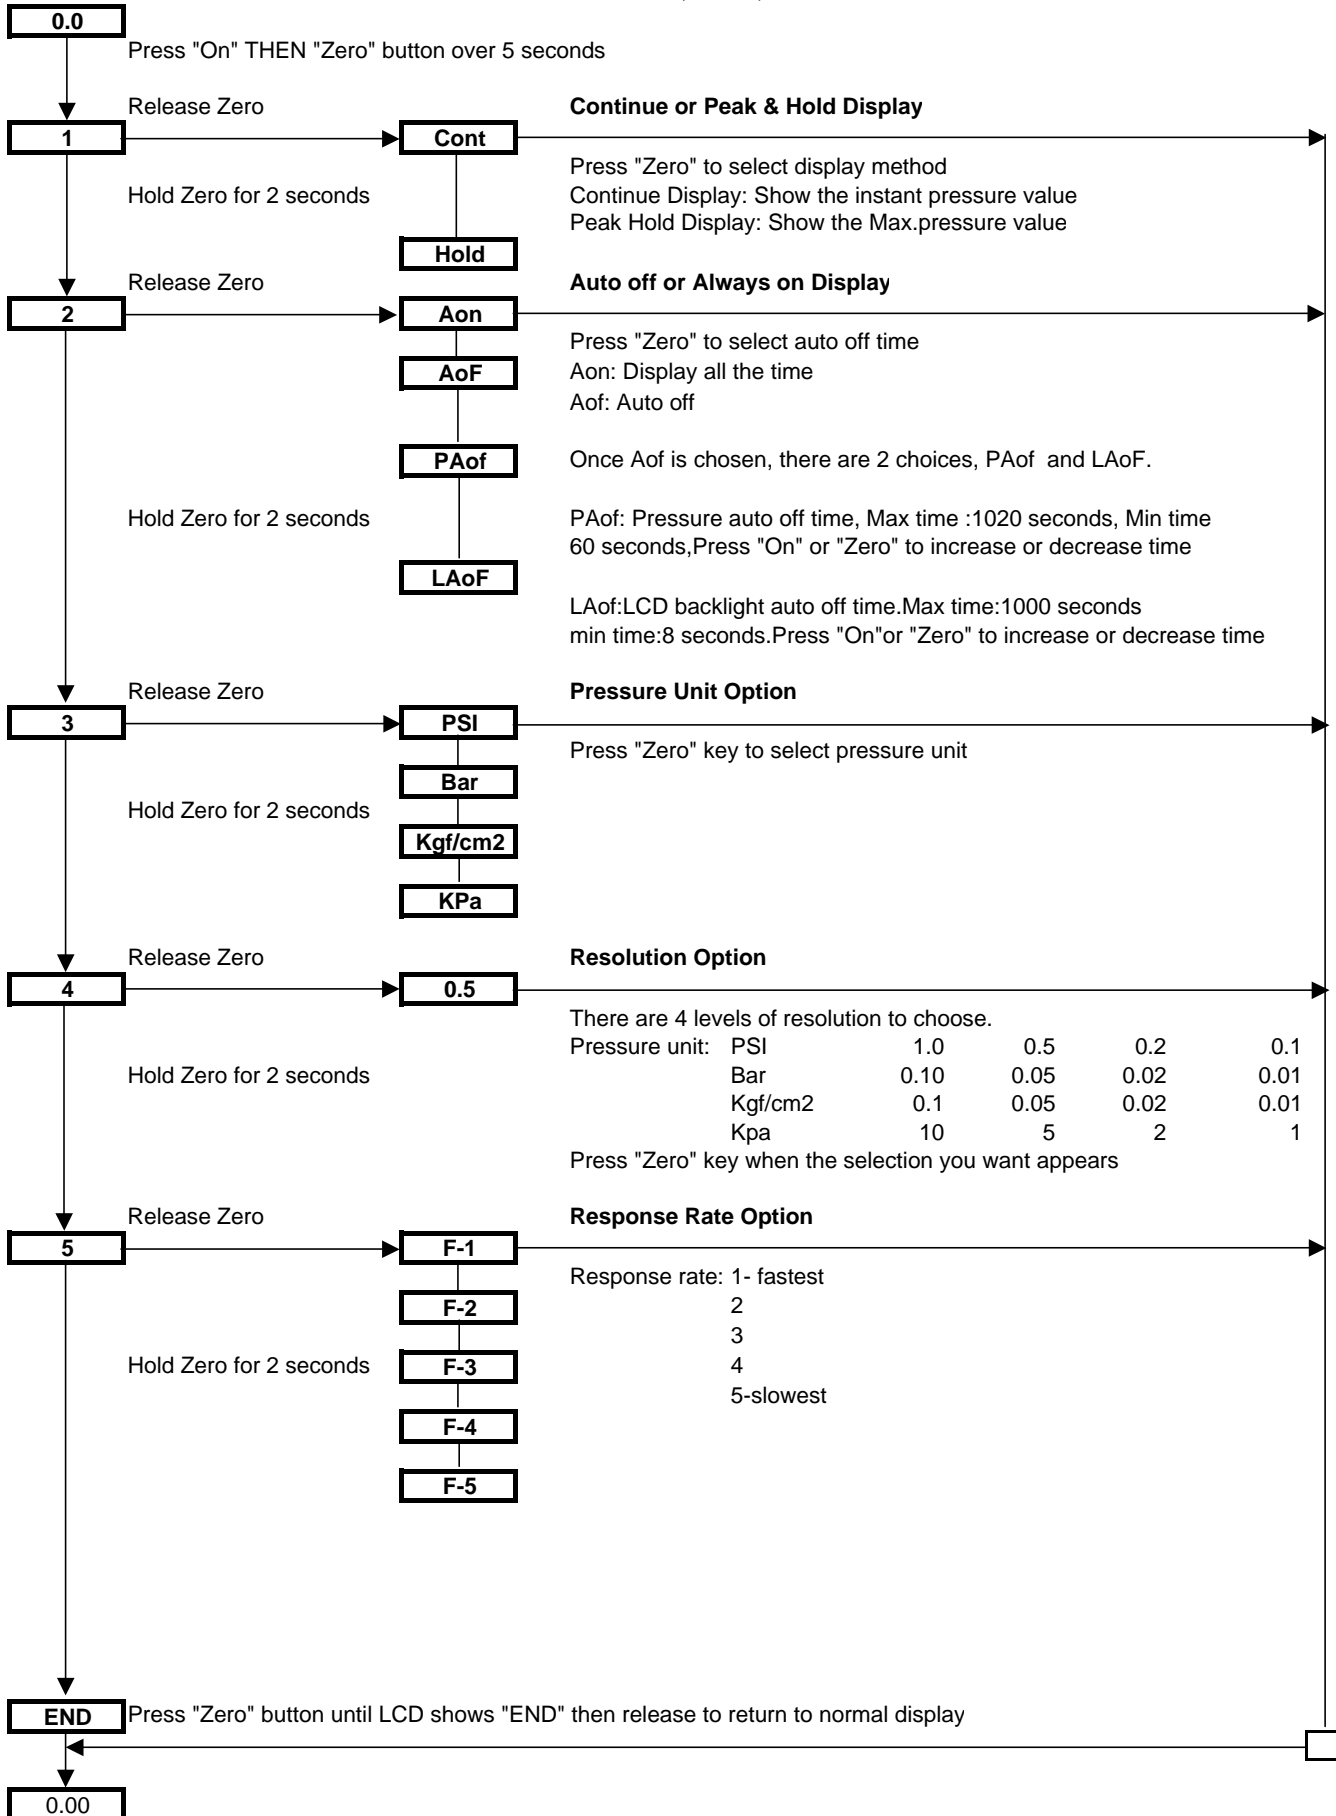 0.0
Press "On" THEN "Zero" button over 5 seconds
Release Zero
Continue or Peak & Hold Display
1
Cont
Press "Zero" to select display method
Hold Zero for 2 seconds
Continue Display: Show the instant pressure value
Peak Hold Display: Show the Max.pressure value
Hold
Release Zero
Auto off or Always on Display
2
Aon
Press "Zero" to select auto off time
AoF
Aon: Display all the time
Aof: Auto off
PAof
Once Aof is chosen, there are 2 choices, PAof and LAoF.
Hold Zero for 2 seconds
PAof: Pressure auto off time, Max time :1020 seconds, Min time
60 seconds,Press "On" or "Zero" to increase or decrease time
LAoF
LAof:LCD backlight auto off time.Max time:1000 seconds
min time:8 seconds.Press "On"or "Zero" to increase or decrease time
Release Zero
Pressure Unit Option
3
PSI
Press "Zero" key to select pressure unit
Bar
Hold Zero for 2 seconds
Kgf/cm2
KPa
Release Zero
Resolution Option
4
0.5
There are 4 levels of resolution to choose.
Pressure unit: PSI 1.0 0.5 0.2 0.1
Hold Zero for 2 seconds
Bar 0.10 0.05 0.02 0.01
Kgf/cm2 0.1 0.05 0.02 0.01
Kpa 10 5 2 1
Press "Zero" key when the selection you want appears
Release Zero
Response Rate Option
5
F-1
Response rate: 1- fastest
F-2
2
3
Hold Zero for 2 seconds
F-3
4
5-slowest
F-4
F-5
END
Press "Zero" button until LCD shows "END" then release to return to normal display
0.00